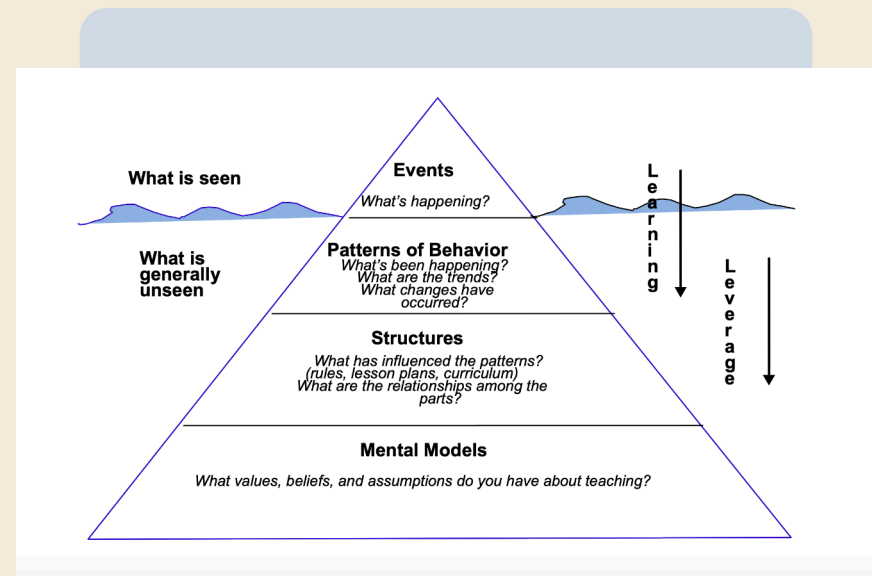 What is seen
Events
What's happening?
What is
generally
unseen
Patterns of Behavior
What's been happening?
What are the trends?
What changes have
occurred?
Structures
What has influenced the patterns?
(rules, lesson plans, curriculum)
What are the relationships among the
parts?
Mental Models
What values, beliefs, and assumptions do you have about teaching?
Learning
Leverage